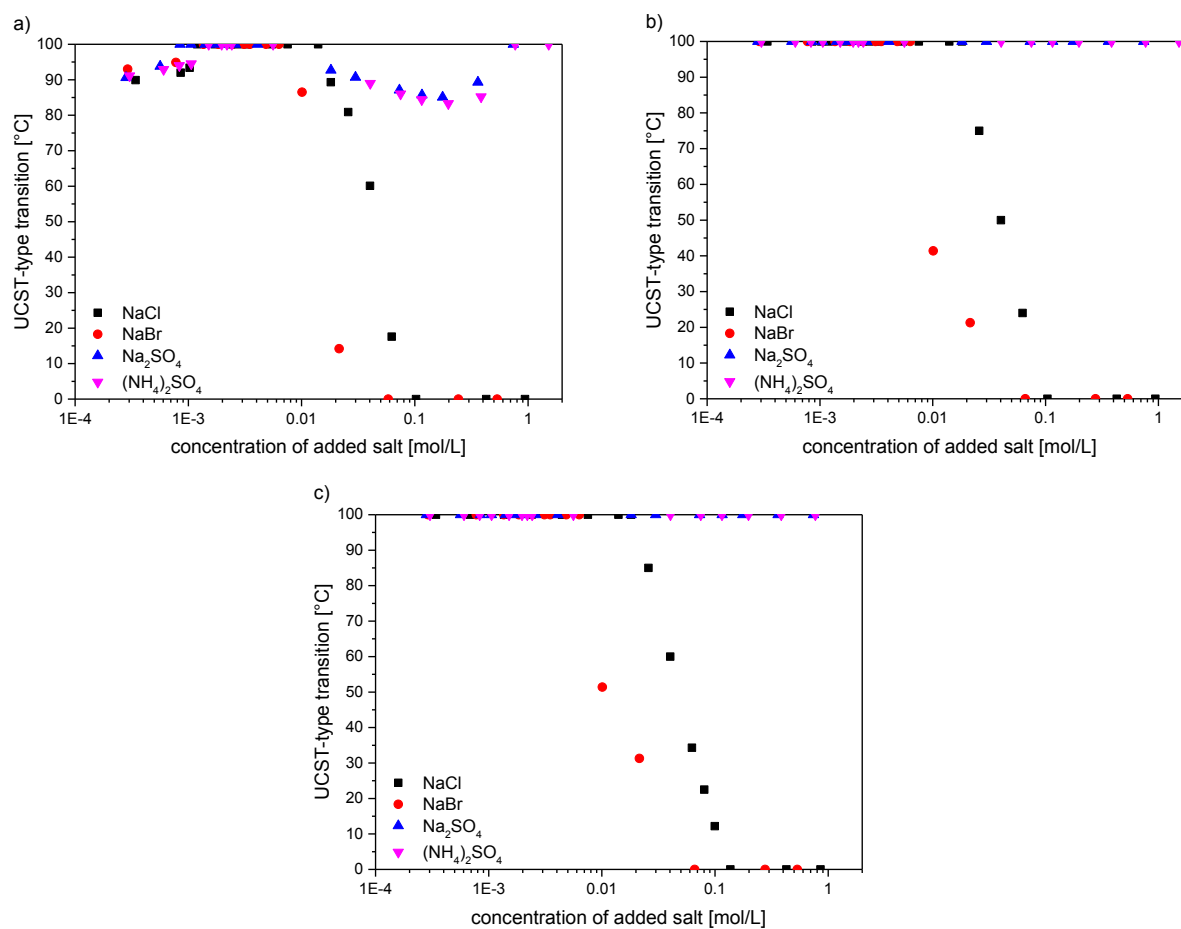 a)
UCST-type transition [°C]
100
90
80
70
60
50
40
30
20
10
0
NaCl
NaBr
Na₂SO₄
(NH₄)₂SO₄
1E-4
1E-3
0.01
0.1
1
concentration of added salt [mol/L]
b)
UCST-type transition [°C]
100
90
80
70
60
50
40
30
20
10
0
NaCl
NaBr
Na₂SO₄
(NH₄)₂SO₄
1E-4
1E-3
0.01
0.1
1
concentration of added salt [mol/L]
c)
UCST-type transition [°C]
100
90
80
70
60
50
40
30
20
10
0
NaCl
NaBr
Na₂SO₄
(NH₄)₂SO₄
1E-4
1E-3
0.01
0.1
1
concentration of added salt [mol/L]